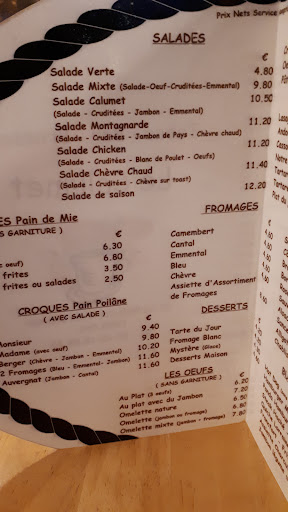 Prix Nets Service
SALADES
€
Salade Verte 4.80
Salade Mixte (Salade-Oeuf-Crudités-Emmental) 9.80
Salade Calumet 10.50
(Salade - Crudités - Jambon - Emmental)
Salade Montagnarde 11.20
(Salade - Crudités - Jambon de Pays - Chèvre chaud)
Salade Chicken 11.20
(Salade - Crudités - Blanc de Poulet - Oeufs)
Salade Chèvre Chaud 11.40
(Salade - Crudités - Chèvre sur toast)
Salade de saison 12.20
ES Pain de Mie
S GARNITURE )
€
6.30
oeuf) 6.80
frites 3.50
frites ou salades 2.50
CROQUES Pain Poilâne
( AVEC SALADE )
€
Monsieur 9.40
Madame (avec oeuf) 9.80
Berger (Chèvre - Jambon - Emmental) 10.20
2 Fromages (Bleu - Emmental- Jambon) 11.60
Auvergnat (Jambon - Cantal) 11.60
FROMAGES
€
Camembert 4.60
Cantal
Emmental
Bleu
Chèvre
Assiette d'Assortiment
de Fromages
DESSERTS
Tarte du Jour
Fromage Blanc
Mystère (Glace)
Desserts Maison
LES OEUFS
( SANS GARNITURE )
€
Au Plat (3 oeufs) 6.20
Au plat avec du Jambon 7.20
Omelette nature 6.80
Omelette (jambon ou fromage)
Omelette mixte (jambon - fromage) 7.80